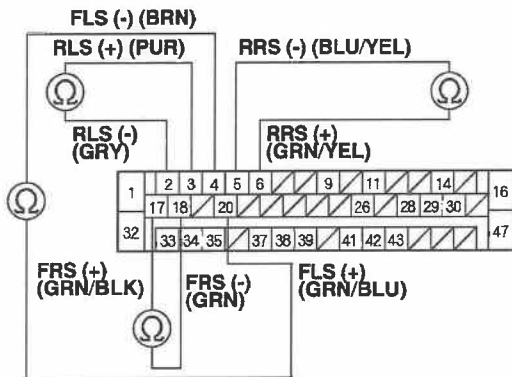 FLS (-) (BRN)
RLS (+) (PUR)
RRS (-) (BLU/YEL)
Ω
Ω
RLS (-)
(GRY)
RRS (+)
(GRN/YEL)
1 2 3 4 5 6 9 11 14 16
Ω
17 18 20 26 28 29 30
32 33 34 35 37 38 39 41 42 43 47
FRS (+)
(GRN/BLK)
FRS (-)
(GRN)
FLS (+)
(GRN/BLU)
Ω